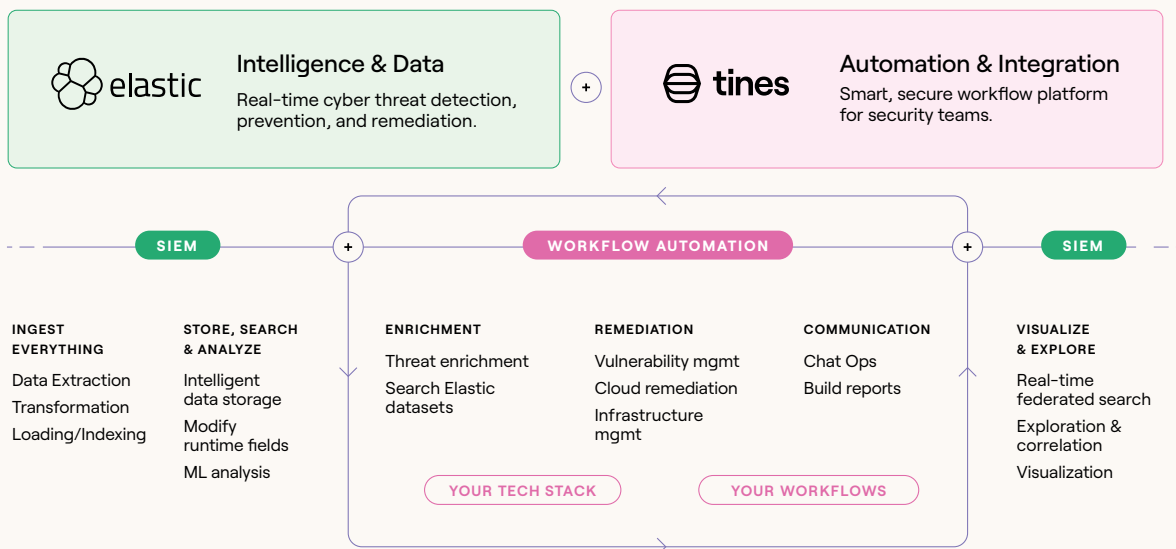 elastic
Intelligence & Data
Real-time cyber threat detection,
prevention, and remediation.
+
tines
Automation & Integration
Smart, secure workflow platform
for security teams.
SIEM
+
WORKFLOW AUTOMATION
+
SIEM
INGEST
EVERYTHING
Data Extraction
Transformation
Loading/Indexing
STORE, SEARCH
& ANALYZE
Intelligent
data storage
Modify
runtime fields
ML analysis
ENRICHMENT
Threat enrichment
Search Elastic
datasets
REMEDIATION
Vulnerability mgmt
Cloud remediation
Infrastructure
mgmt
COMMUNICATION
Chat Ops
Build reports
YOUR TECH STACK
YOUR WORKFLOWS
VISUALIZE
& EXPLORE
Real-time
federated search
Exploration &
correlation
Visualization